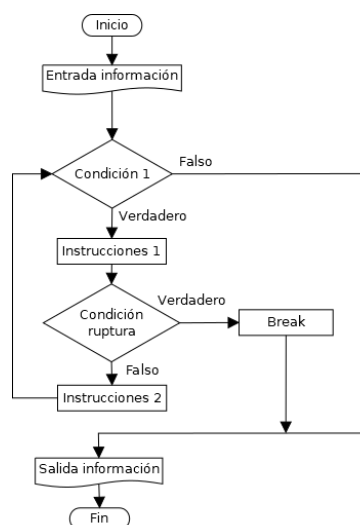 Inicio
Entrada información
Condición 1
Falso
Verdadero
Instrucciones 1
Condición
ruptura
Verdadero
Break
Falso
Instrucciones 2
Salida información
Fin